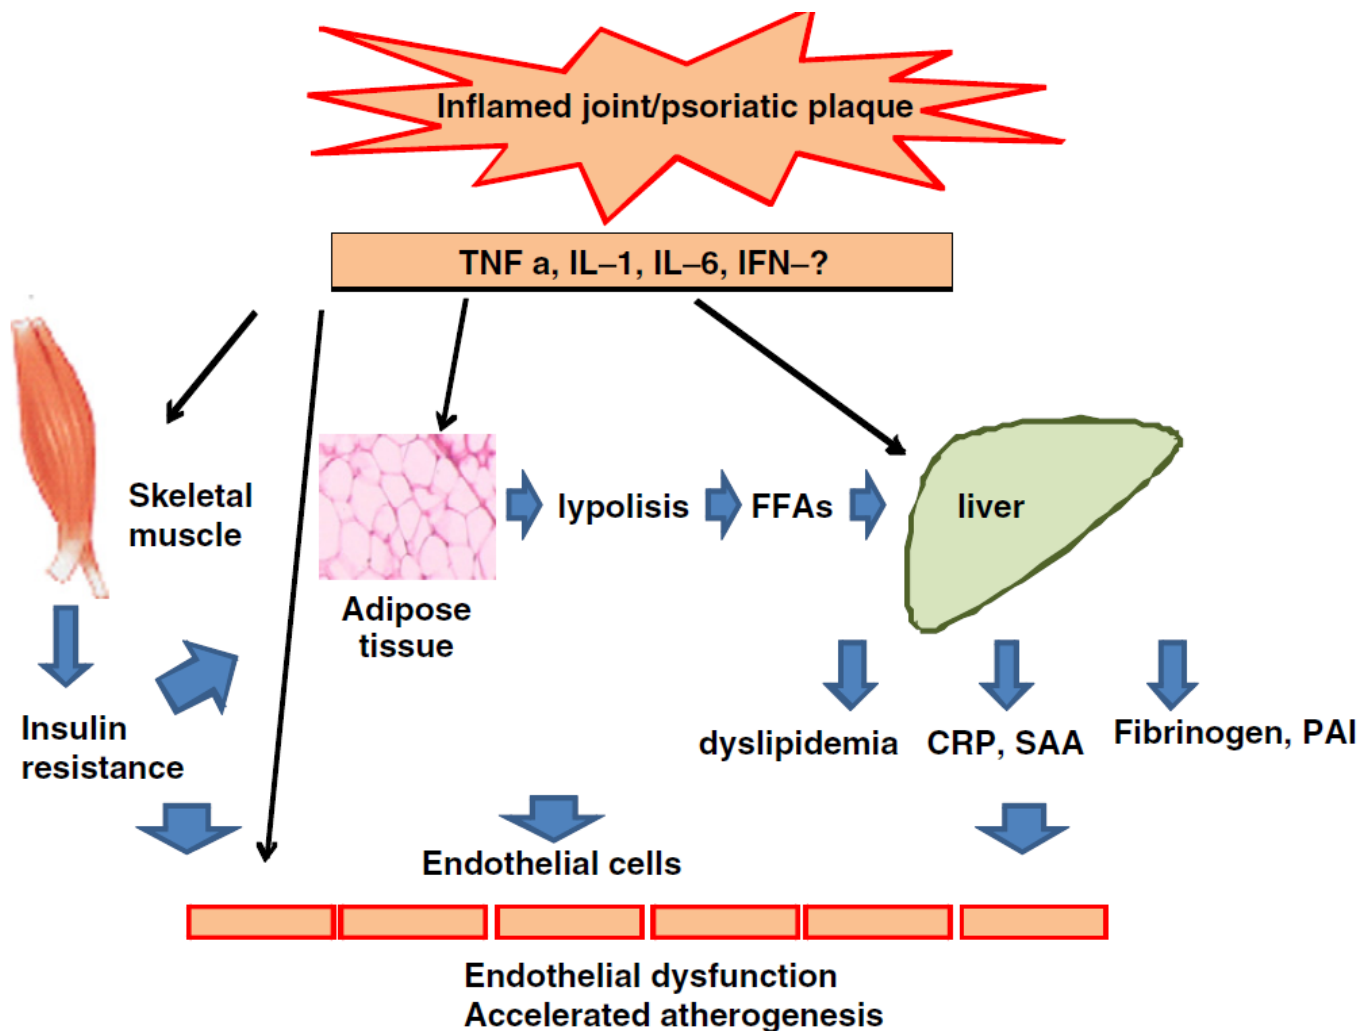 Inflamed joint/psoriatic plaque
TNF a, IL–1, IL–6, IFN–?
Skeletal
muscle
lypolisis
FFAs
liver
Adipose
tissue
Insulin
resistance
dyslipidemia
CRP, SAA
Fibrinogen, PAI
Endothelial cells
Endothelial dysfunction
Accelerated atherogenesis